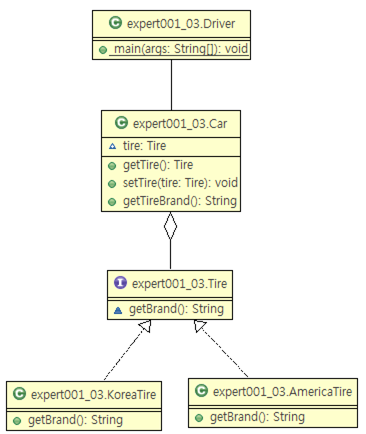 C expert001_03.Driver
main(args: String[]): void
C expert001_03.Car
tire: Tire
getTire(): Tire
setTire(tire: Tire): void
getTireBrand(): String
I expert001_03.Tire
getBrand(): String
C expert001_03.KoreaTire
getBrand(): String
C expert001_03.AmericaTire
getBrand(): String